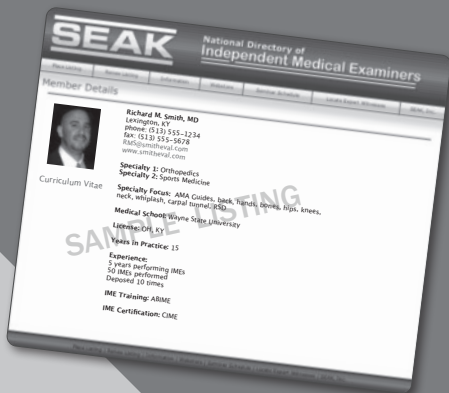 SEAK
National Directory of
Independent Medical Examiners
Member Details
Richard M. Smith, MD
Lexington, KY
phone: (513) 555-1234
fax: (513) 555-5678
RMS@smitheval.com
www.smitheval.com
Specialty 1: Orthopedics
Specialty 2: Sports Medicine
Curriculum Vitae
Specialty Focus: AMA Guides, back, hands, bones, hips, knees,
neck, whiplash, carpal tunnel, RSD
Medical School: Wayne State University
SAMPLE LISTING
License: OH, KY
Years in Practice: 15
Experience:
5 years performing IMEs
50 IMEs performed
Deposed 10 times
IME Training: ABIME
IME Certification: CIME